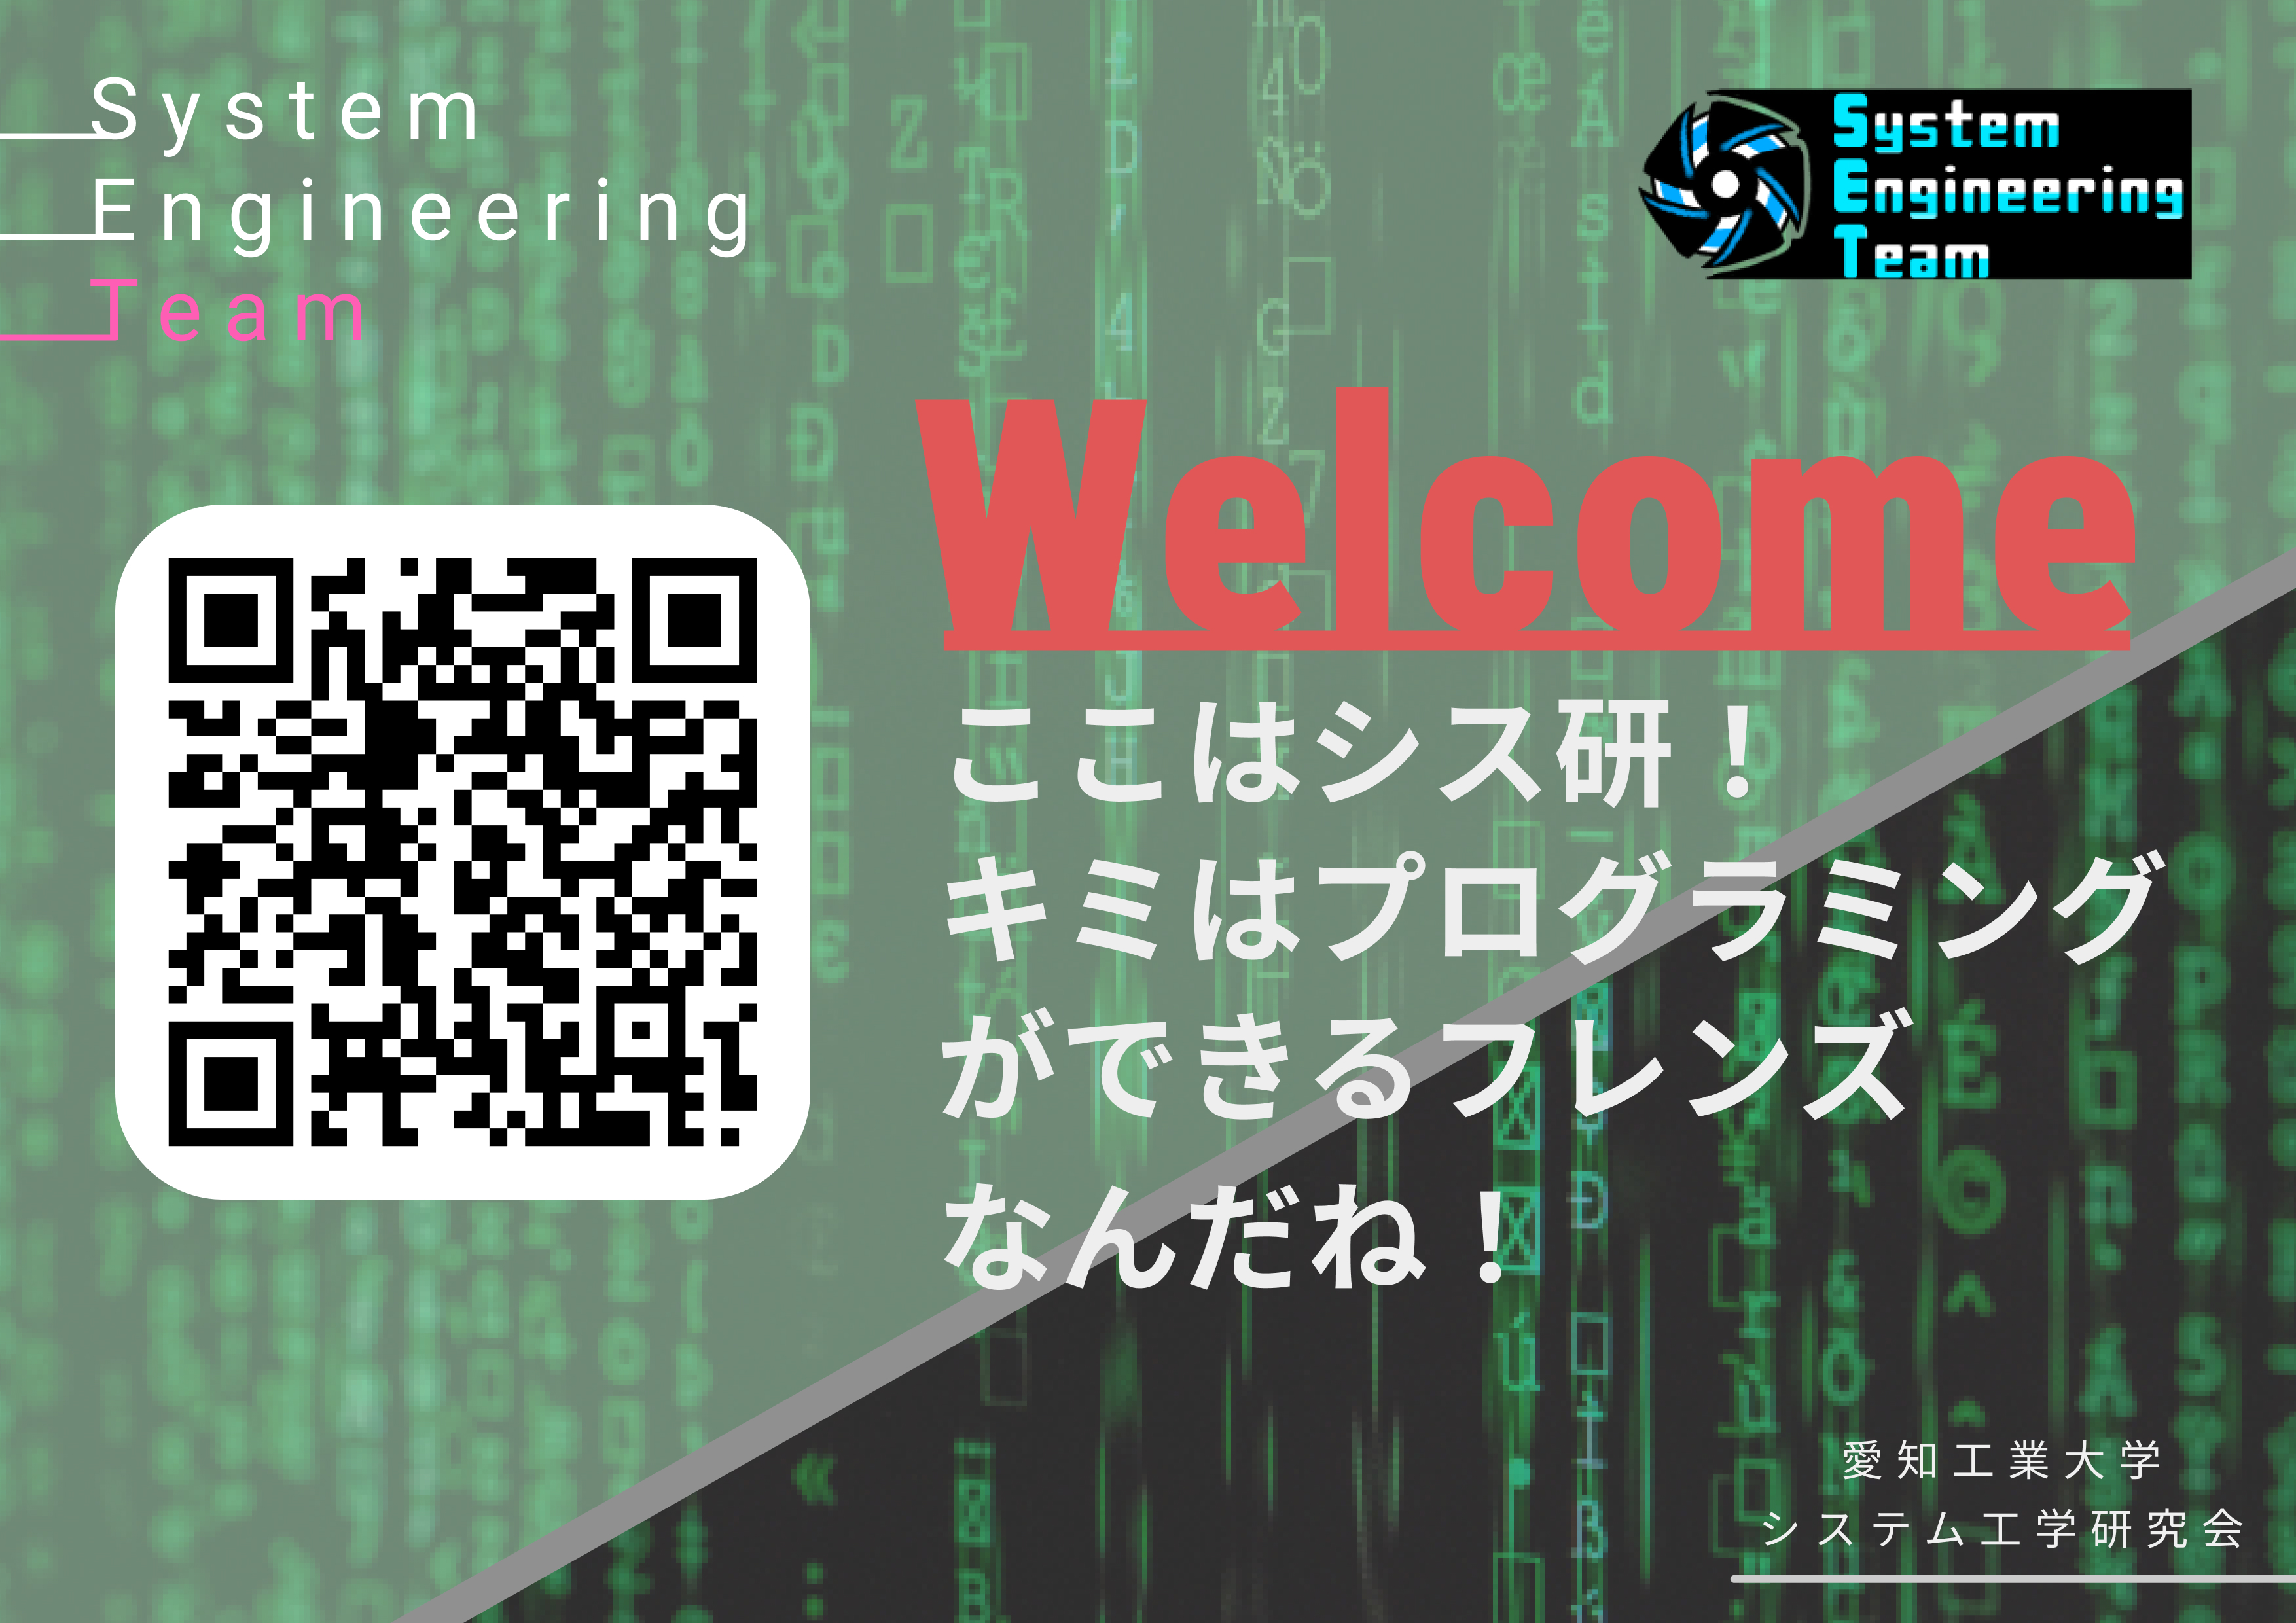 System
Engineering
Team
System
Engineering
Team
Welcome
ここはシス研！
キミはプログラミング
ができるフレンズ
なんだね！
愛知工業大学
システム工学研究会